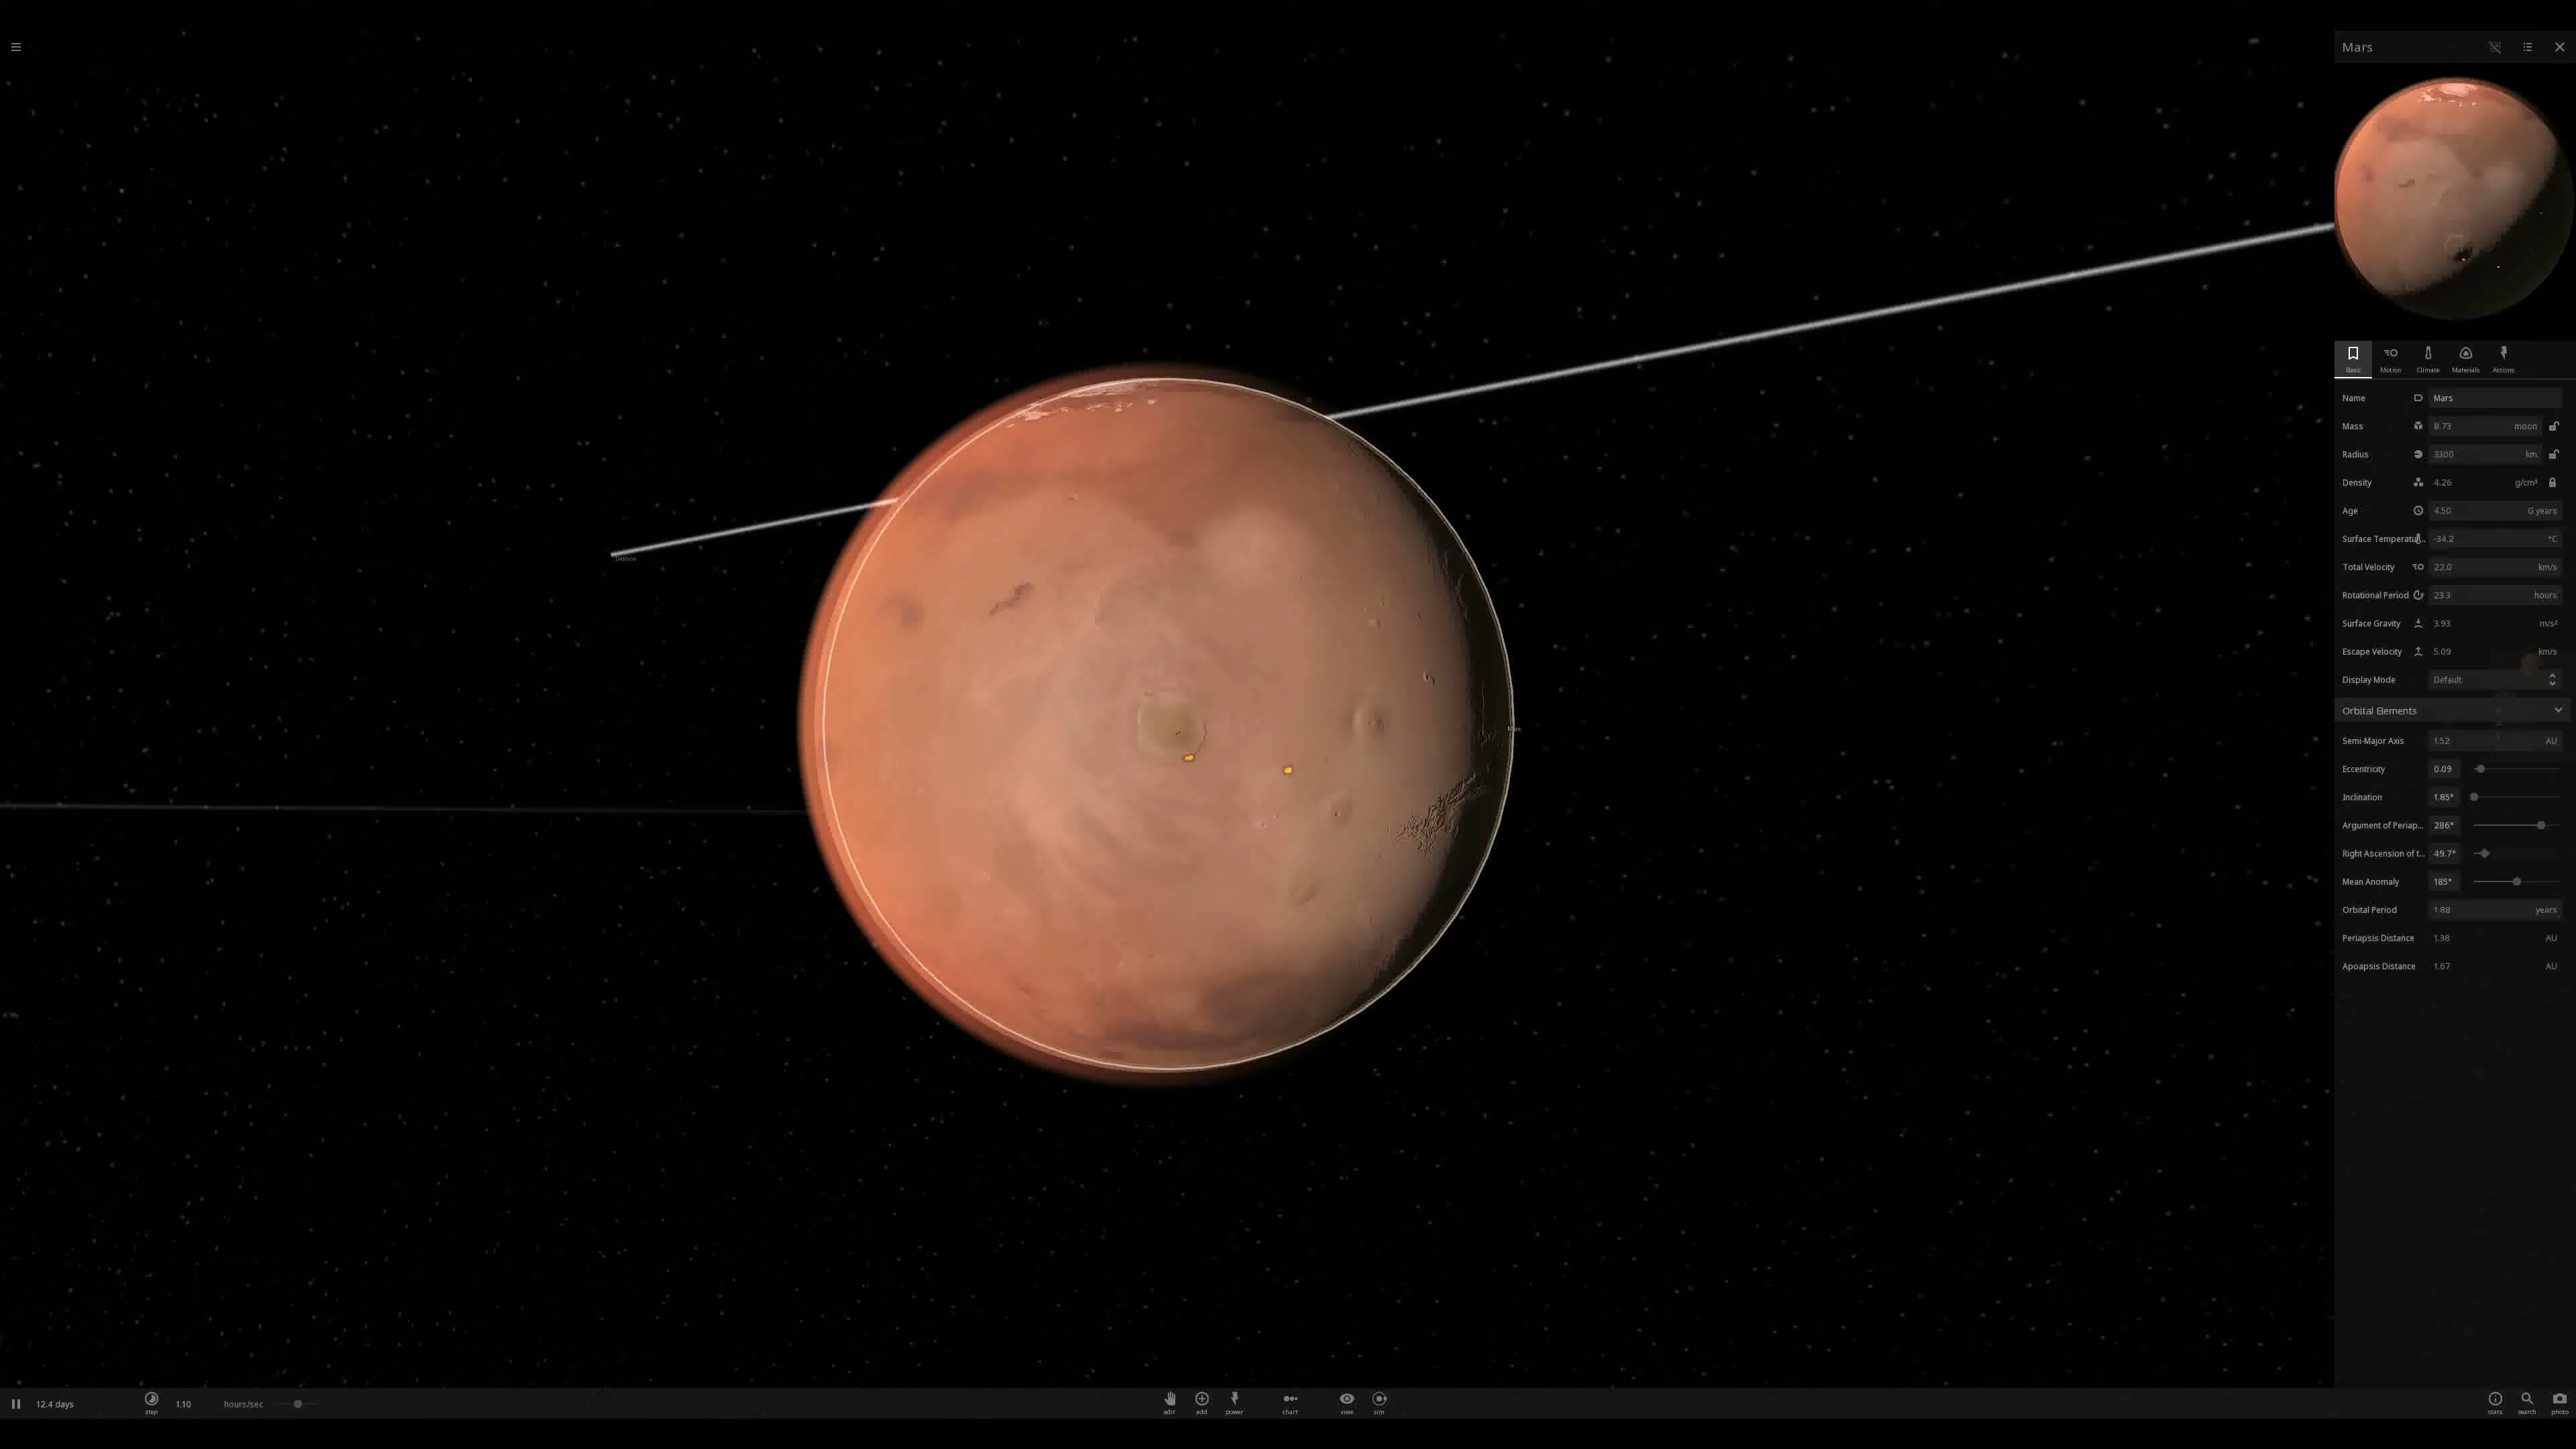 Mars
Basic Motion Climate Materials Actions
Name Mars
Mass 8.73 moon
Radius 3300 km
Density 4.26 g/cm³
Age 4.50 G years
Surface Temperatu... -34.2 °C
Total Velocity 22.0 km/s
Rotational Period 23.3 hours
Surface Gravity 3.93 m/s²
Escape Velocity 5.09 km/s
Display Mode Default
Orbital Elements
Semi-Major Axis 1.52 AU
Eccentricity 0.09
Inclination 1.85°
Argument of Periap... 286°
Right Ascension of t... 49.7°
Mean Anomaly 185°
Orbital Period 1.88 years
Periapsis Distance 1.38 AU
Apoapsis Distance 1.67 AU
Mars
12.4 days step 1.10 hours/sec edit add power chart view sim stats search photo